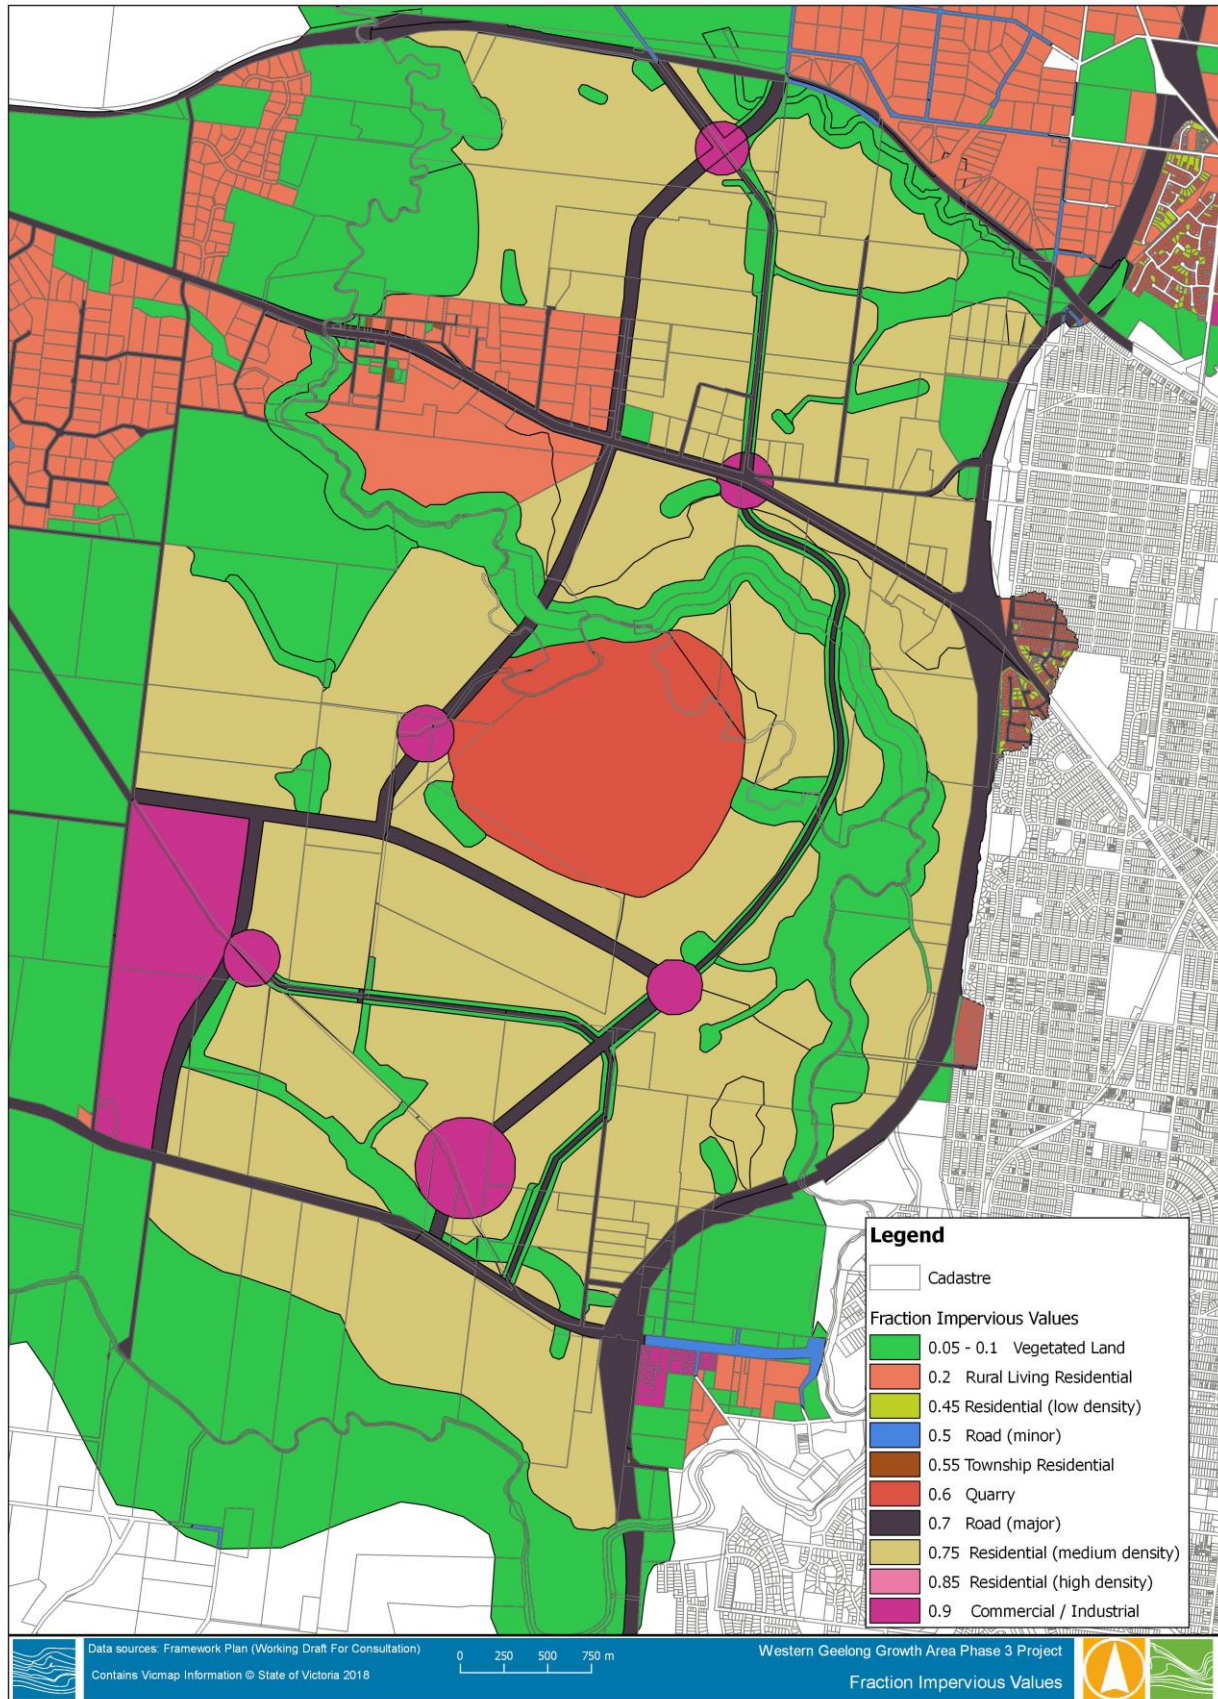 Legend
Cadastre
Fraction Impervious Values
0.05 - 0.1 Vegetated Land
0.2 Rural Living Residential
0.45 Residential (low density)
0.5 Road (minor)
0.55 Township Residential
0.6 Quarry
0.7 Road (major)
0.75 Residential (medium density)
0.85 Residential (high density)
0.9 Commercial / Industrial
Data sources: Framework Plan (Working Draft For Consultation)
Contains Vicmap Information © State of Victoria 2018
0 250 500 750 m
Western Geelong Growth Area Phase 3 Project
Fraction Impervious Values